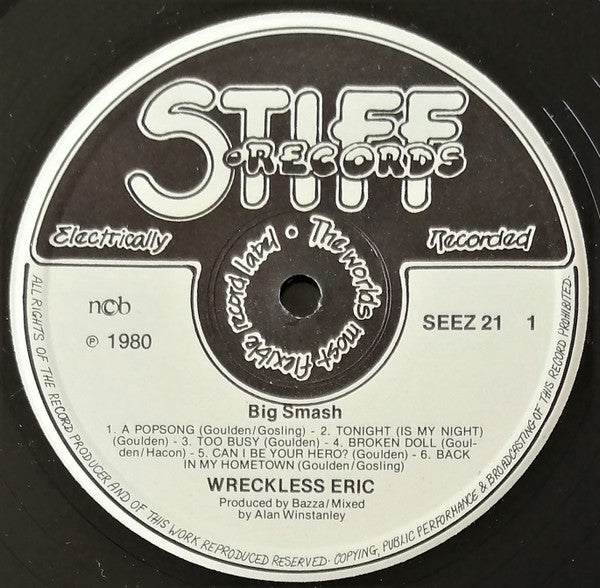 STIFF
RECORDS
Electrically
Recorded
The worlds most flexible record label •
ncb
℗ 1980
SEEZ 21 1
Big Smash
1. A POPSONG (Goulden/Gosling) - 2. TONIGHT (IS MY NIGHT)
(Goulden) - 3. TOO BUSY (Goulden) - 4. BROKEN DOLL (Goul-
den/Hacon) - 5. CAN I BE YOUR HERO? (Goulden) - 6. BACK
IN MY HOMETOWN (Goulden/Gosling)
WRECKLESS ERIC
Produced by Bazza/Mixed
by Alan Winstanley
ALL RIGHTS OF THE RECORD PRODUCER AND OF THIS WORK REPRODUCED RESERVED · COPYING, PUBLIC PERFORMANCE & BROADCASTING OF THIS RECORD PROHIBITED.